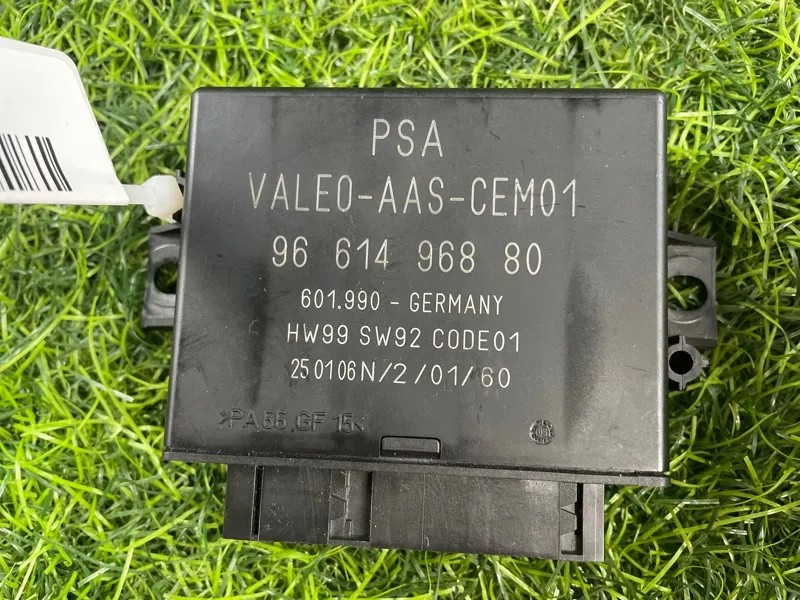 PSA
VALEO-AAS-CEM01
96 614 968 80
601.990 - GERMANY
HW99 SW92 CODE01
250106N/2/01/60
>PA66.GF 15<